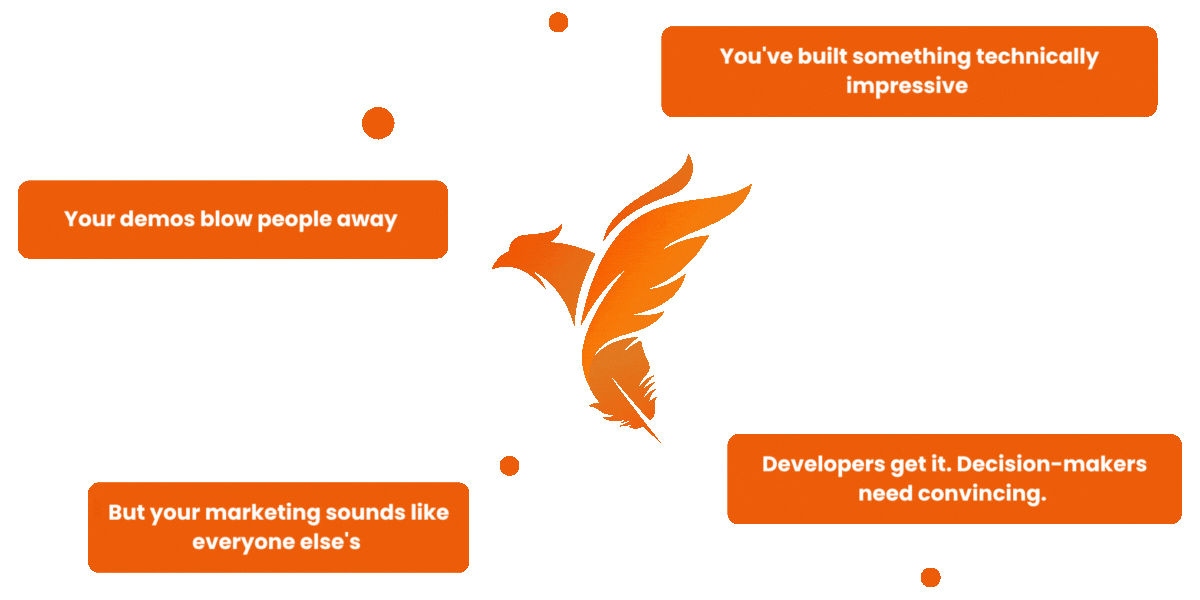 You've built something technically
impressive
Your demos blow people away
Developers get it. Decision-makers
need convincing.
But your marketing sounds like
everyone else's